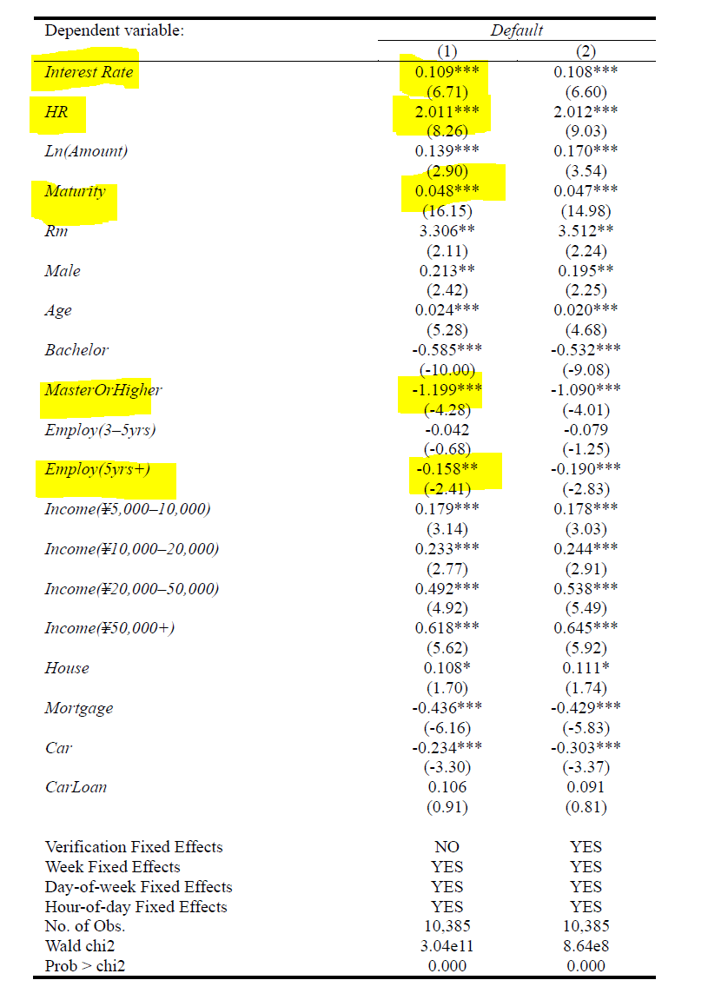 Dependent variable: Default
(1) (2)
Interest Rate 0.109*** 0.108***
(6.71) (6.60)
HR 2.011*** 2.012***
(8.26) (9.03)
Ln(Amount) 0.139*** 0.170***
(2.90) (3.54)
Maturity 0.048*** 0.047***
(16.15) (14.98)
Rm 3.306** 3.512**
(2.11) (2.24)
Male 0.213** 0.195**
(2.42) (2.25)
Age 0.024*** 0.020***
(5.28) (4.68)
Bachelor -0.585*** -0.532***
(-10.00) (-9.08)
MasterOrHigher -1.199*** -1.090***
(-4.28) (-4.01)
Employ(3–5yrs) -0.042 -0.079
(-0.68) (-1.25)
Employ(5yrs+) -0.158** -0.190***
(-2.41) (-2.83)
Income(¥5,000–10,000) 0.179*** 0.178***
(3.14) (3.03)
Income(¥10,000–20,000) 0.233*** 0.244***
(2.77) (2.91)
Income(¥20,000–50,000) 0.492*** 0.538***
(4.92) (5.49)
Income(¥50,000+) 0.618*** 0.645***
(5.62) (5.92)
House 0.108* 0.111*
(1.70) (1.74)
Mortgage -0.436*** -0.429***
(-6.16) (-5.83)
Car -0.234*** -0.303***
(-3.30) (-3.37)
CarLoan 0.106 0.091
(0.91) (0.81)
Verification Fixed Effects NO YES
Week Fixed Effects YES YES
Day-of-week Fixed Effects YES YES
Hour-of-day Fixed Effects YES YES
No. of Obs. 10,385 10,385
Wald chi2 3.04e11 8.64e8
Prob > chi2 0.000 0.000